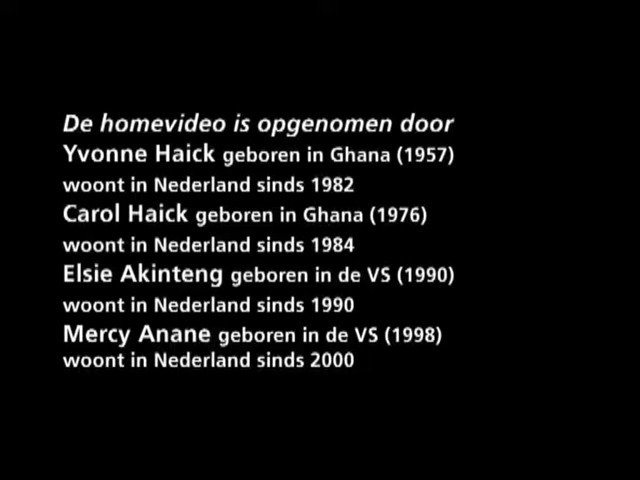 De homevideo is opgenomen door
Yvonne Haick geboren in Ghana (1957)
woont in Nederland sinds 1982
Carol Haick geboren in Ghana (1976)
woont in Nederland sinds 1984
Elsie Akinteng geboren in de VS (1990)
woont in Nederland sinds 1990
Mercy Anane geboren in de VS (1998)
woont in Nederland sinds 2000